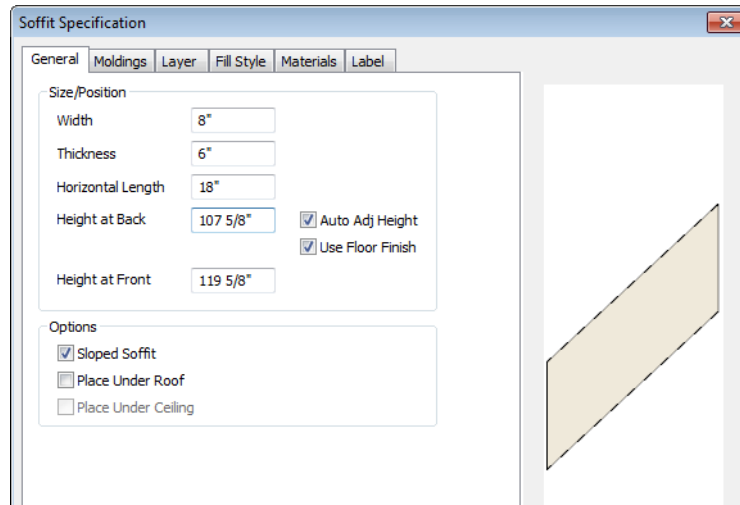 Soffit Specification
General Moldings Layer Fill Style Materials Label
Size/Position
Width 8"
Thickness 6"
Horizontal Length 18"
Height at Back 107 5/8" Auto Adj Height
Use Floor Finish
Height at Front 119 5/8"
Options
Sloped Soffit
Place Under Roof
Place Under Ceiling